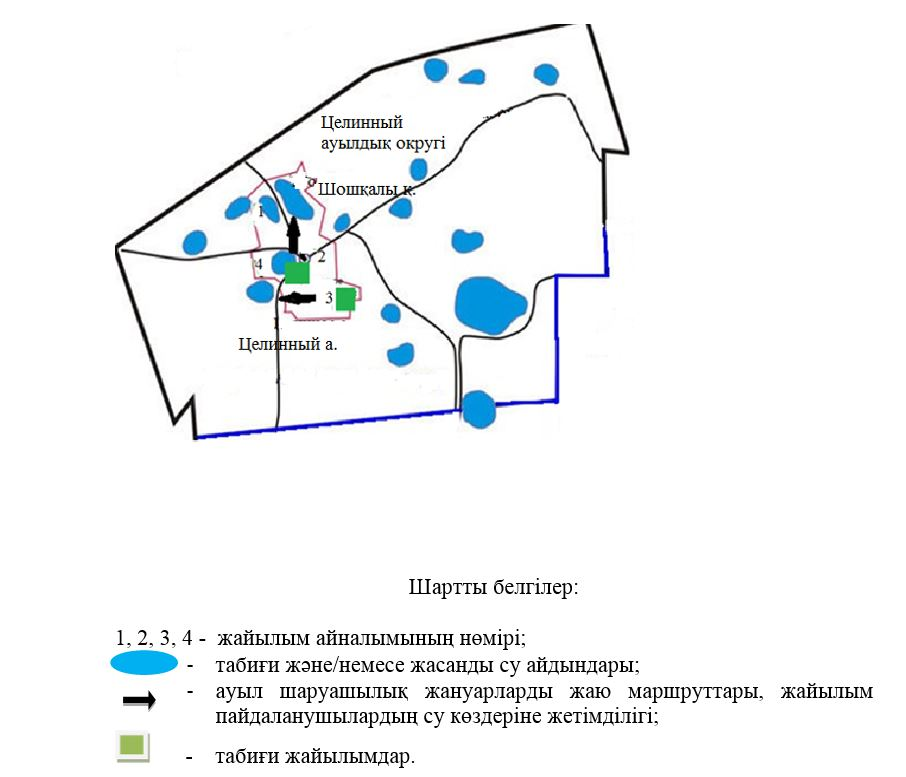 Целинный
ауылдық округі
Шошқалы қ.
1
2
4
3
Целинный а.
Шартты белгілер:
1, 2, 3, 4 - жайылым айналымының нөмірі;
- табиғи және/немесе жасанды су айдындары;
- ауыл шаруашылық жануарларды жаю маршруттары, жайылым
пайдаланушылардың су көздеріне жетімділігі;
- табиғи жайылымдар.